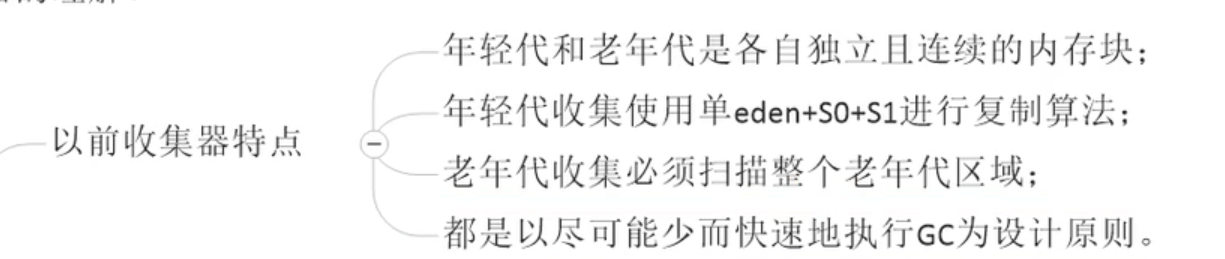 年轻代和老年代是各自独立且连续的内存块；
年轻代收集使用单eden+S0+S1进行复制算法；
以前收集器特点
老年代收集必须扫描整个老年代区域；
都是以尽可能少而快速地执行GC为设计原则。